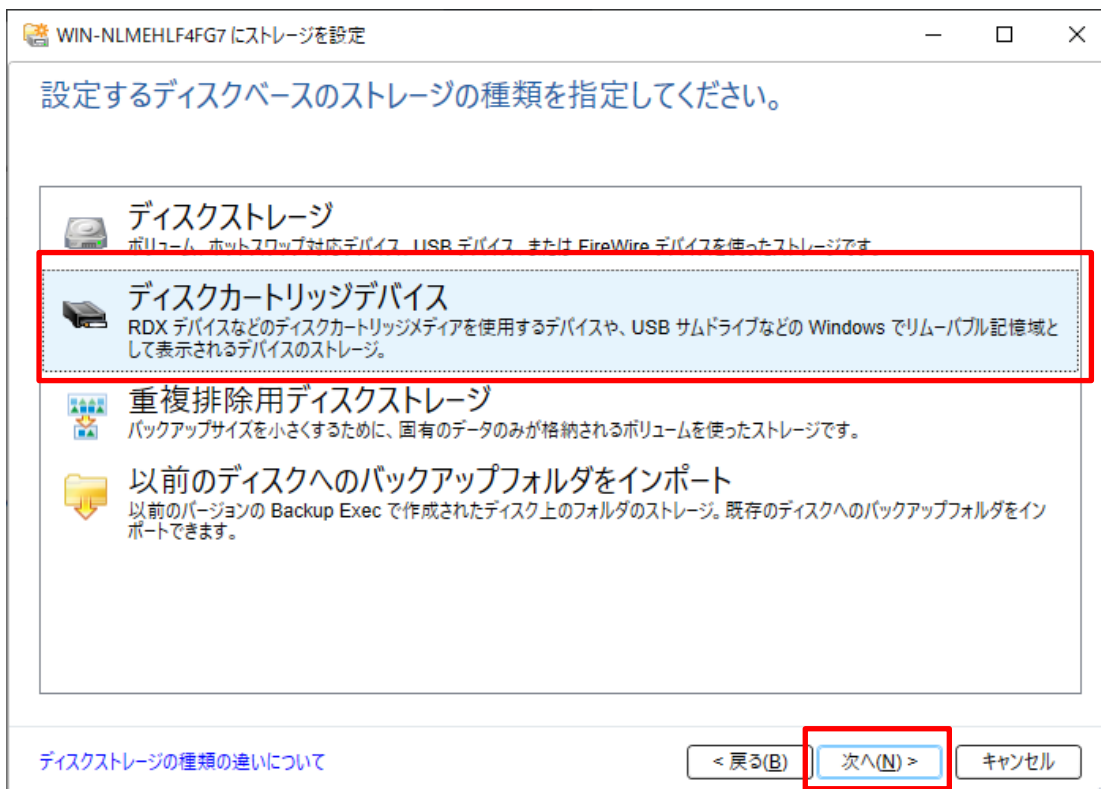 WIN-NLMEHLF4FG7 にストレージを設定
設定するディスクベースのストレージの種類を指定してください。
ディスクストレージ
ボリューム、ホットスワップ対応デバイス、USB デバイス、または FireWire デバイスを使ったストレージです。
ディスクカートリッジデバイス
RDX デバイスなどのディスクカートリッジメディアを使用するデバイスや、USB サムドライブなどの Windows でリムーバブル記憶域と
して表示されるデバイスのストレージ。
重複排除用ディスクストレージ
バックアップサイズを小さくするために、固有のデータのみが格納されるボリュームを使ったストレージです。
以前のディスクへのバックアップフォルダをインポート
以前のバージョンの Backup Exec で作成されたディスク上のフォルダのストレージ。既存のディスクへのバックアップフォルダをイン
ポートできます。
ディスクストレージの種類の違いについて
< 戻る(B)
次へ(N) >
キャンセル